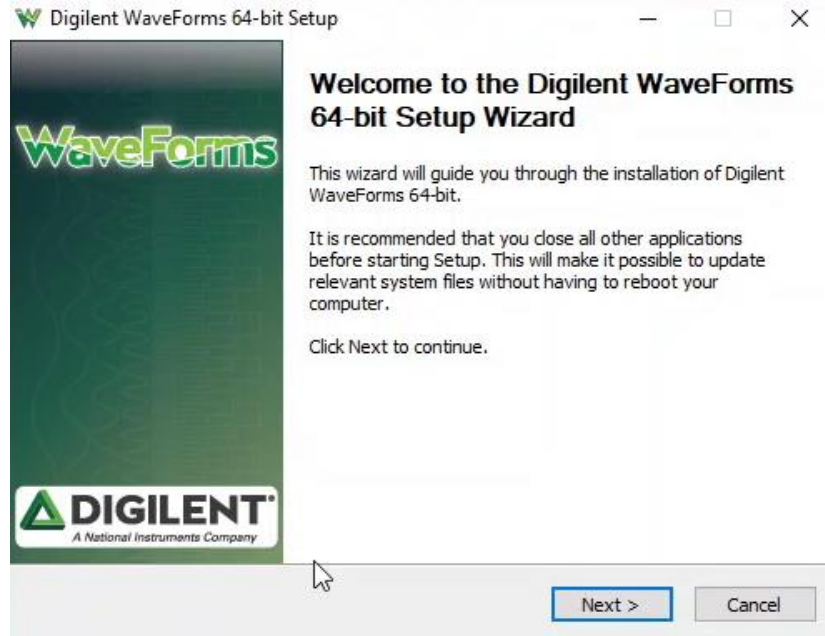 Digilent WaveForms 64-bit Setup
WaveForms
Welcome to the Digilent WaveForms
64-bit Setup Wizard
This wizard will guide you through the installation of Digilent
WaveForms 64-bit.
It is recommended that you close all other applications
before starting Setup. This will make it possible to update
relevant system files without having to reboot your
computer.
Click Next to continue.
DIGILENT®
A National Instruments Company
Next >
Cancel